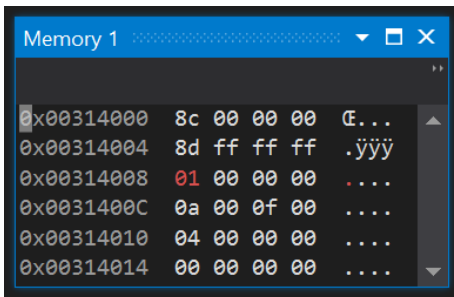 Memory 1
0x00314000 8c 00 00 00 Œ...
0x00314004 8d ff ff ff .ÿÿÿ
0x00314008 01 00 00 00 ....
0x0031400C 0a 00 0f 00 ....
0x00314010 04 00 00 00 ....
0x00314014 00 00 00 00 ....